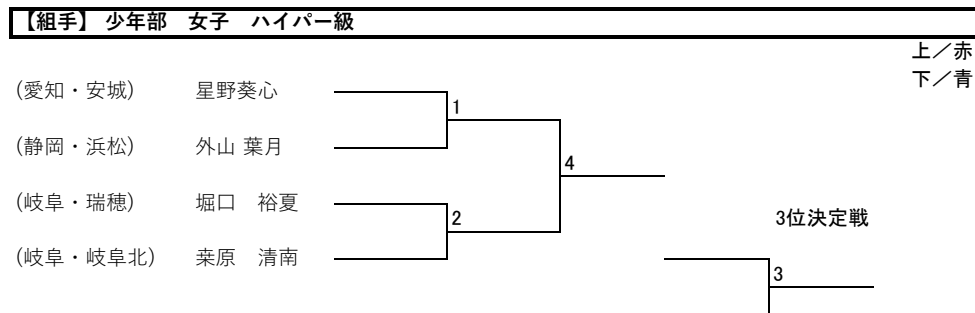 【組手】 少年部　女子　ハイパー級
上／赤
下／青
(愛知・安城)　星野葵心
1
(静岡・浜松)　外山 葉月
4
(岐阜・瑞穂)　堀口　裕夏
2
3位決定戦
(岐阜・岐阜北)　桒原　清南
3